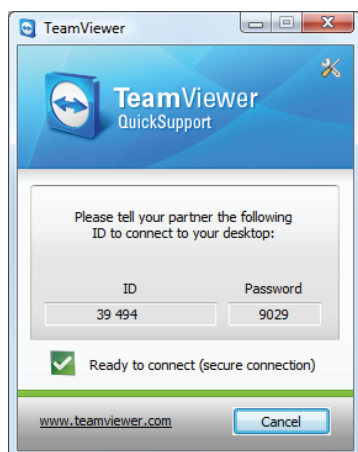 TeamViewer
TeamViewer
QuickSupport
Please tell your partner the following
ID to connect to your desktop:
ID Password
39 494 9029
Ready to connect (secure connection)
www.teamviewer.com Cancel